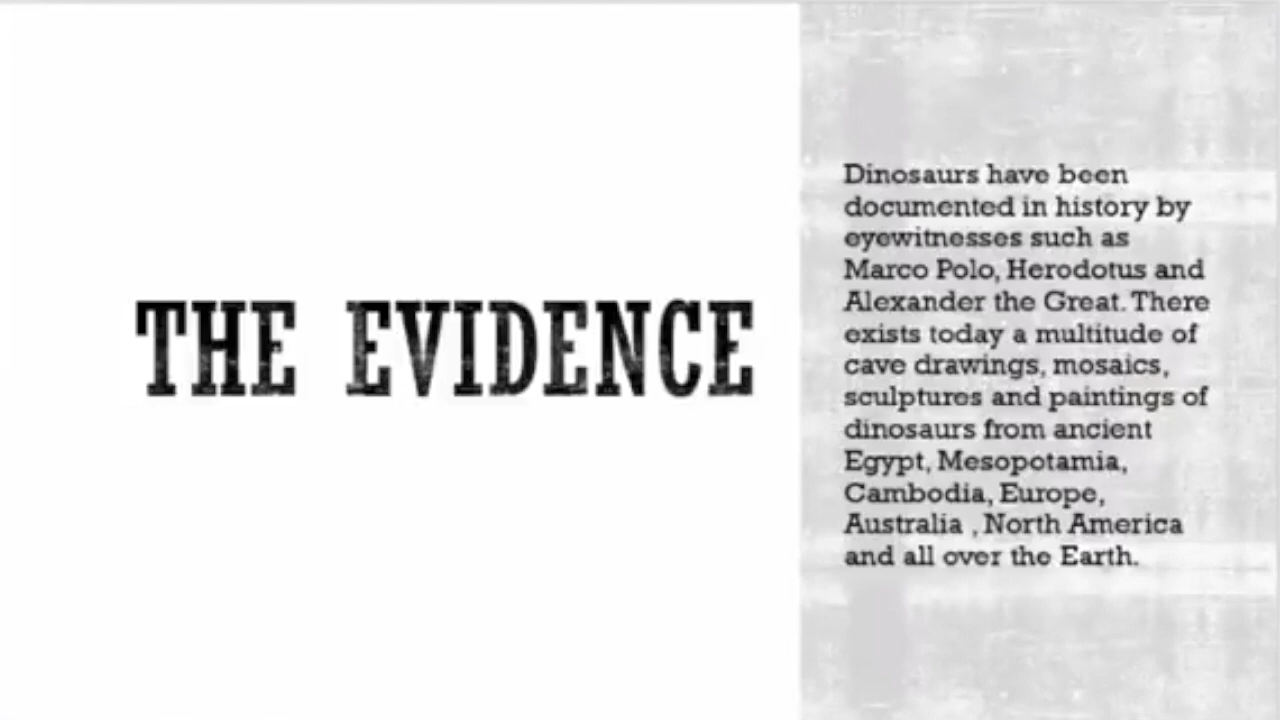 THE EVIDENCE
Dinosaurs have been
documented in history by
eyewitnesses such as
Marco Polo, Herodotus and
Alexander the Great. There
exists today a multitude of
cave drawings, mosaics,
sculptures and paintings of
dinosaurs from ancient
Egypt, Mesopotamia,
Cambodia, Europe,
Australia , North America
and all over the Earth.